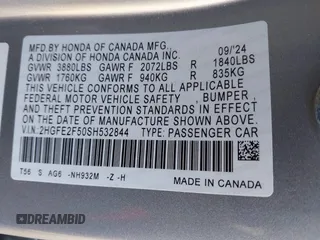 MFD. BY HONDA OF CANADA MFG., 09/'24
A DIVISION OF HONDA CANADA INC.
GVWR 3880LBS GAWR F 2072LBS R 1840LBS
GVWR 1760KG GAWR F 940KG R 835KG
THIS VEHICLE CONFORMS TO ALL APPLICABLE
FEDERAL MOTOR VEHICLE SAFETY, BUMPER
AND THEFT PREVENTION STANDARDS IN EFFECT
ON THE DATE OF MANUFACTURE SHOWN ABOVE.
V.I.N:2HGFE2F50SH532844 TYPE:PASSENGER CAR
T56 S AG6 -NH932M -Z -H
MADE IN CANADA
DREAMBID